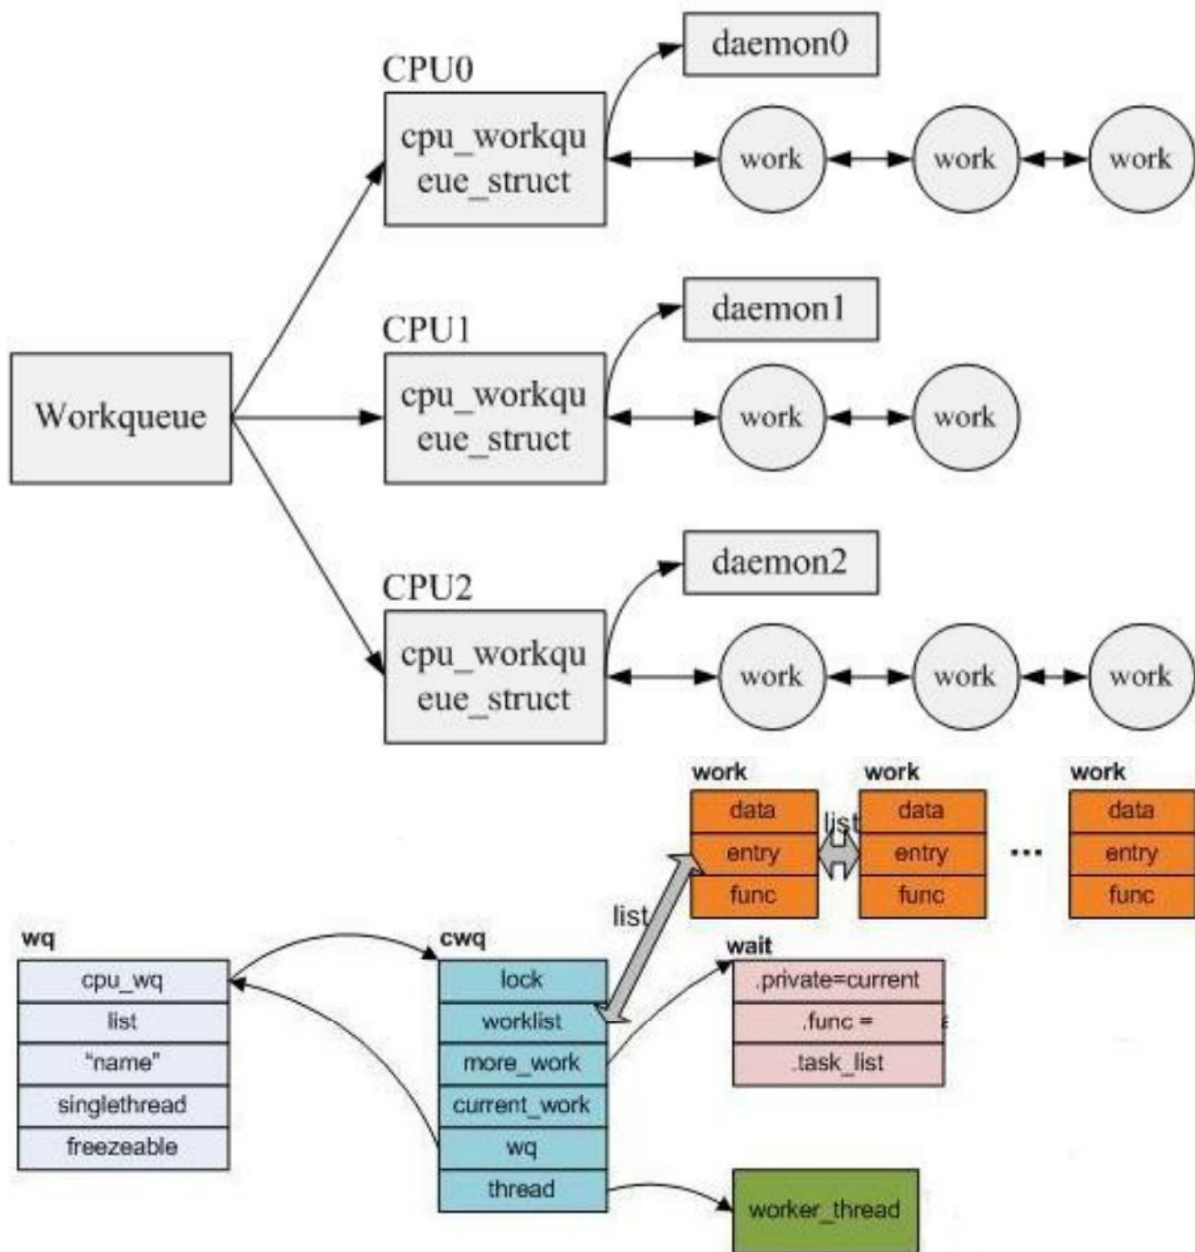 daemon0
CPU0
cpu_workqu
eue_struct
work
work
work
daemon1
CPU1
Workqueue
cpu_workqu
eue_struct
work
work
daemon2
CPU2
cpu_workqu
eue_struct
work
work
work
work
work
work
data
list
data
data
entry
entry
...
entry
func
func
func
list
wq
cwq
wait
cpu_wq
lock
.private=current
list
worklist
.func =
“name”
more_work
.task_list
singlethread
current_work
freezeable
wq
thread
worker_thread